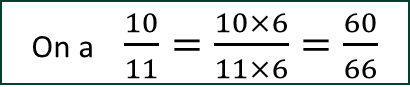 On a 10/11 = 10×6/11×6 = 60/66